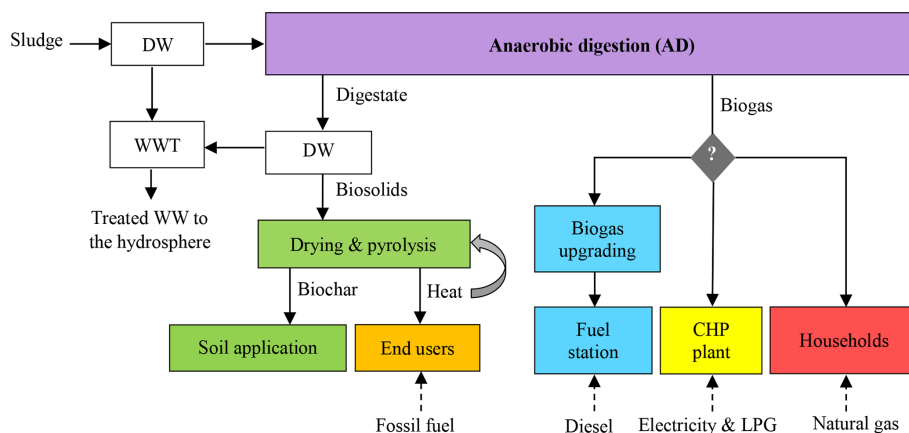 Sludge
DW
Anaerobic digestion (AD)
Digestate
Biogas
WWT
DW
?
Biosolids
Treated WW to
the hydrosphere
Drying & pyrolysis
Biogas
upgrading
Biochar
Heat
Soil application
End users
Fuel
station
CHP
plant
Households
Fossil fuel
Diesel
Electricity & LPG
Natural gas